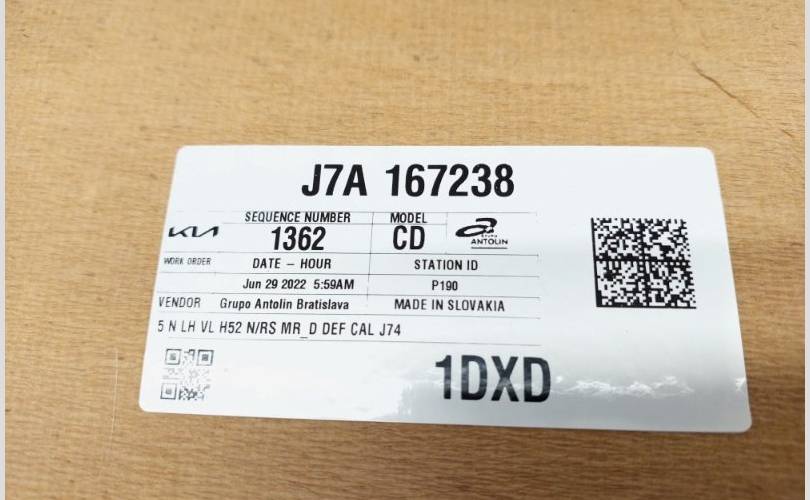 J7A 167238
KIA SEQUENCE NUMBER MODEL
1362 CD Grupo ANTOLIN
WORK ORDER DATE – HOUR STATION ID
Jun 29 2022 5:59AM P190
VENDOR Grupo Antolin Bratislava MADE IN SLOVAKIA
5 N LH VL H52 N/RS MR_D DEF CAL J74
1DXD